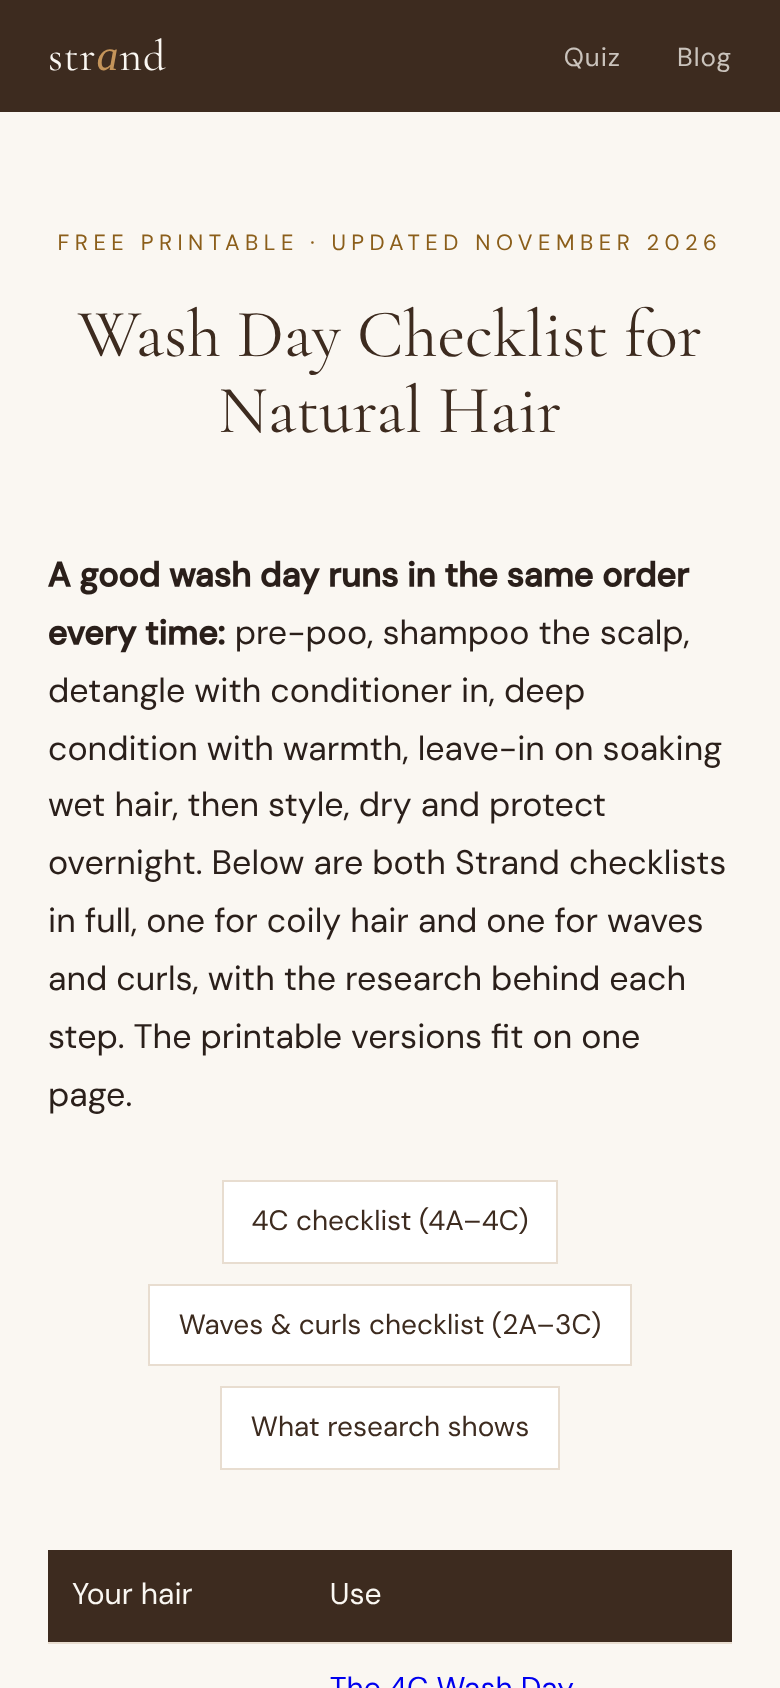 strand
Quiz
Blog
FREE PRINTABLE · UPDATED NOVEMBER 2026
Wash Day Checklist for
Natural Hair
A good wash day runs in the same order
every time: pre-poo, shampoo the scalp,
detangle with conditioner in, deep
condition with warmth, leave-in on soaking
wet hair, then style, dry and protect
overnight. Below are both Strand checklists
in full, one for coily hair and one for waves
and curls, with the research behind each
step. The printable versions fit on one
page.
4C checklist (4A–4C)
Waves & curls checklist (2A–3C)
What research shows
Your hair
Use
The 4C Wash Day